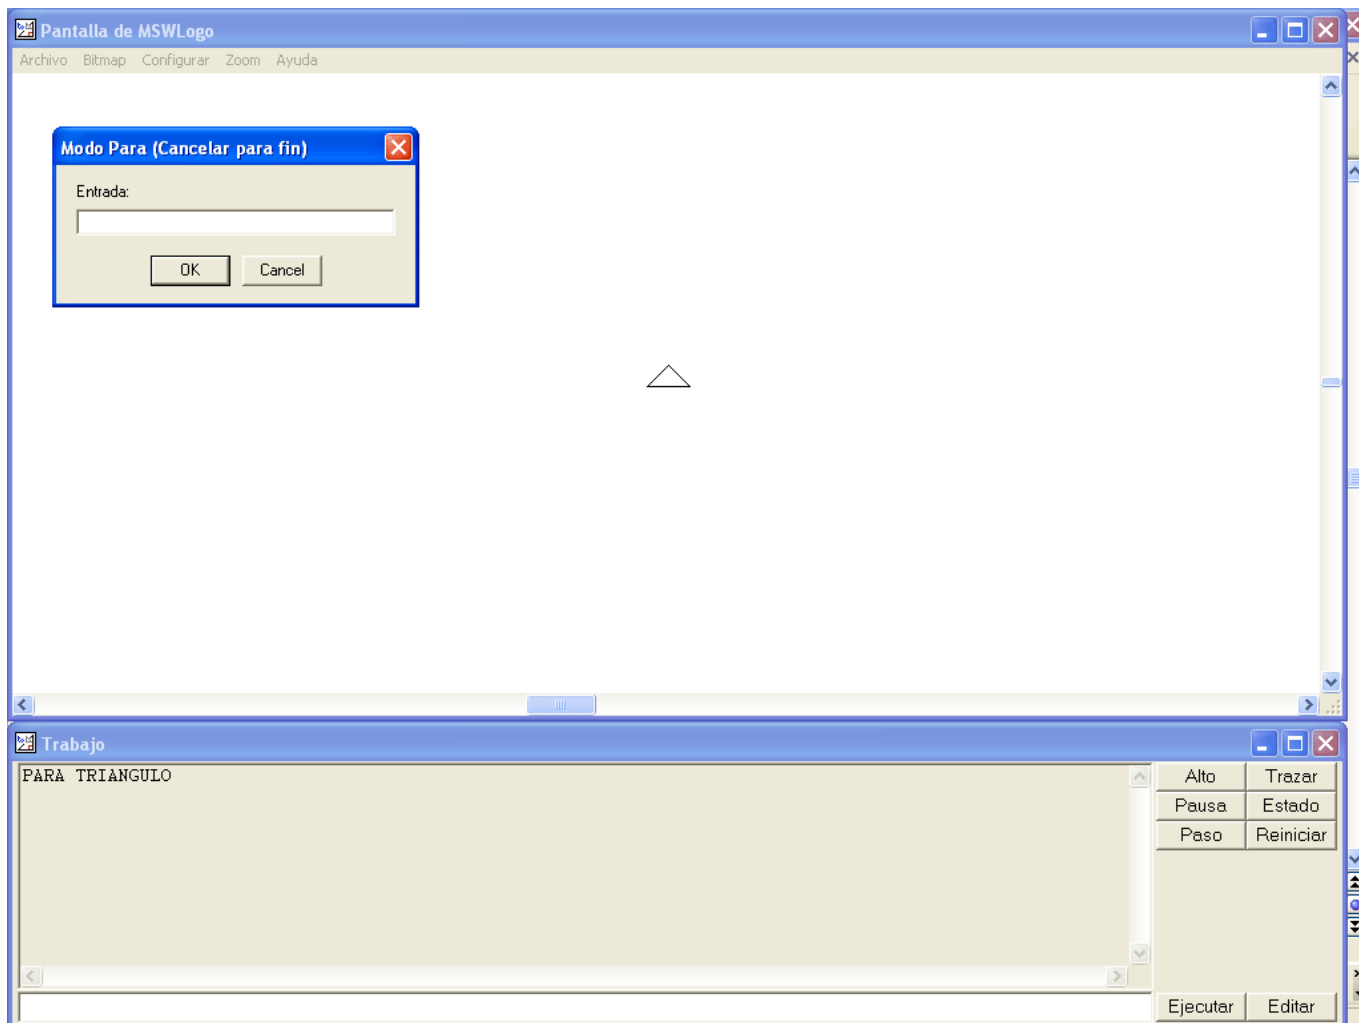 Pantalla de MSWLogo
Archivo Bitmap Configurar Zoom Ayuda
Modo Para (Cancelar para fin)
Entrada:
OK Cancel
Trabajo
PARA TRIANGULO
Alto Trazar
Pausa Estado
Paso Reiniciar
Ejecutar Editar